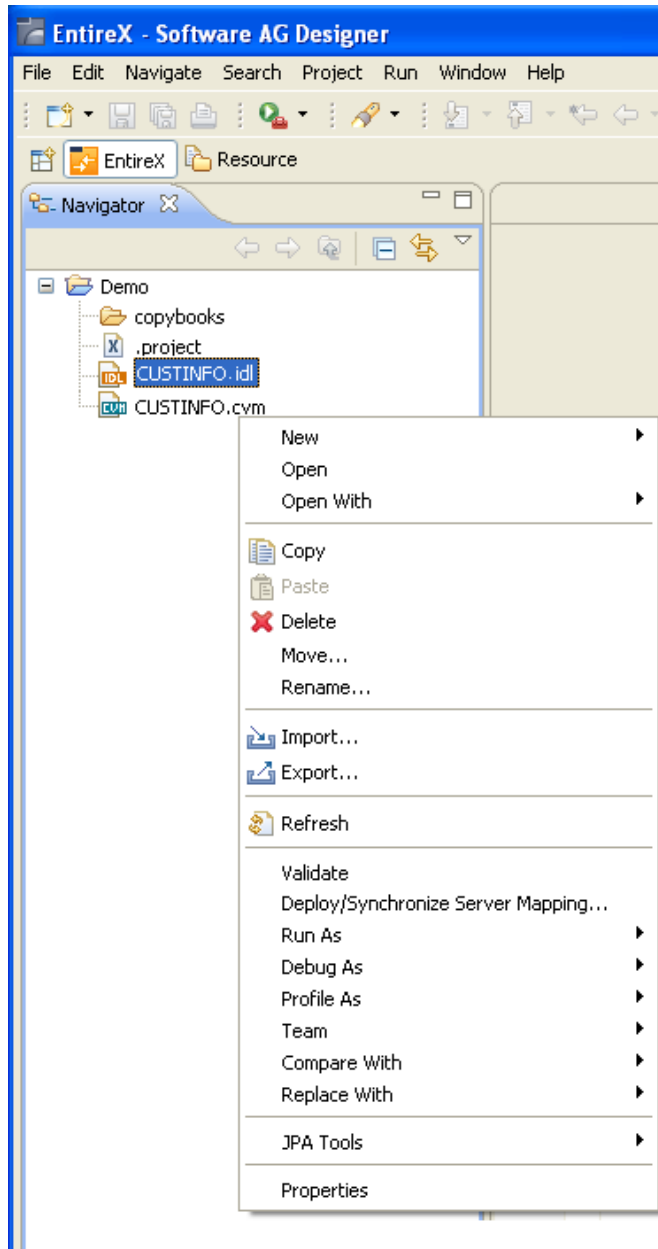 EntireX - Software AG Designer
File Edit Navigate Search Project Run Window Help
EntireX Resource
Navigator
Demo
copybooks
X .project
IDL CUSTINFO.idl
CVM CUSTINFO.cvm
New
Open
Open With
Copy
Paste
Delete
Move...
Rename...
Import...
Export...
Refresh
Validate
Deploy/Synchronize Server Mapping...
Run As
Debug As
Profile As
Team
Compare With
Replace With
JPA Tools
Properties